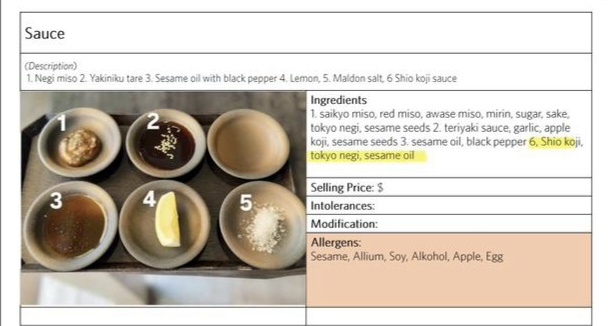 Sauce
(Description)
1. Negi miso 2. Yakiniku tare 3. Sesame oil with black pepper 4. Lemon, 5. Maldon salt, 6 Shio koji sauce
1
2
3
4
5
Ingredients
1. saikyo miso, red miso, awase miso, mirin, sugar, sake,
tokyo negi, sesame seeds 2. teriyaki sauce, garlic, apple
koji, sesame seeds 3. sesame oil, black pepper 6, Shio koji,
tokyo negi, sesame oil
Selling Price: $
Intolerances:
Modification:
Allergens:
Sesame, Allium, Soy, Alkohol, Apple, Egg